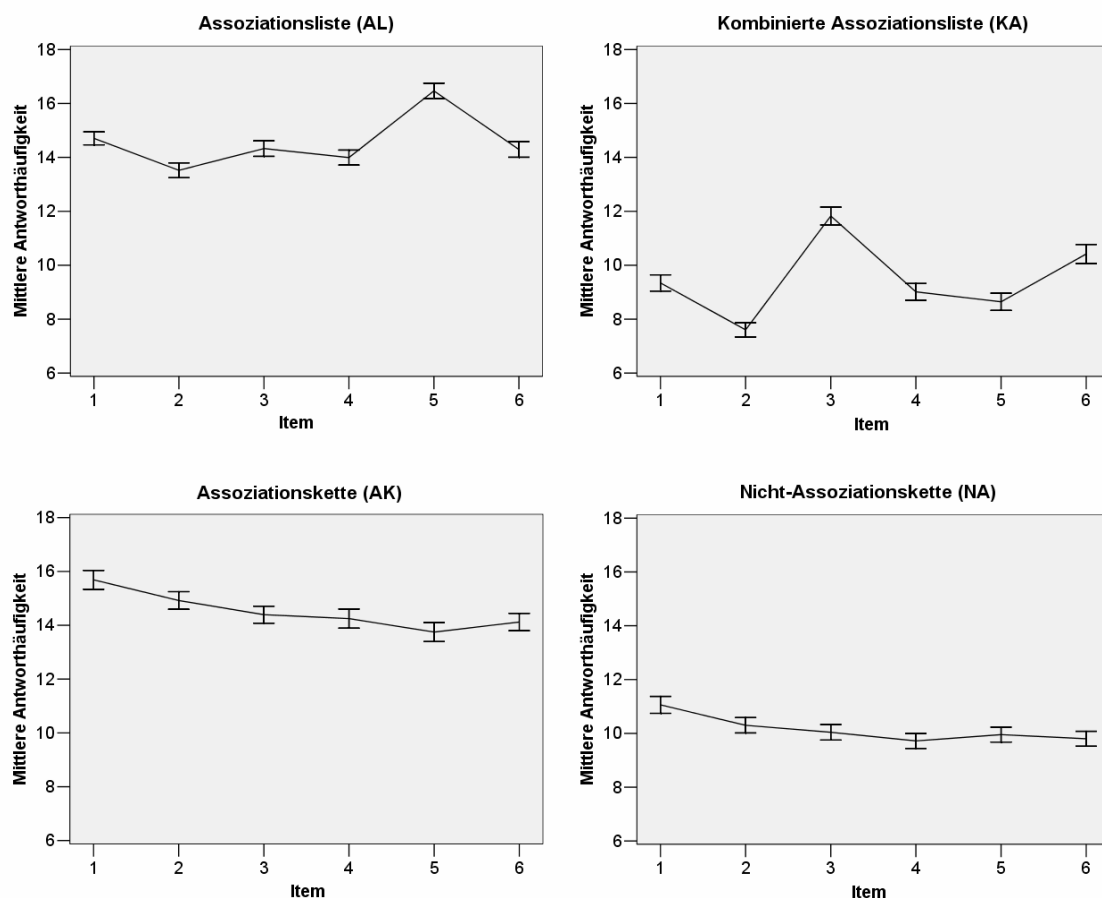 Assoziationsliste (AL)
18
16
14
12
10
8
6
Mittlere Antworthäufigkeit
1 2 3 4 5 6
Item
Kombinierte Assoziationsliste (KA)
18
16
14
12
10
8
6
Mittlere Antworthäufigkeit
1 2 3 4 5 6
Item
Assoziationskette (AK)
18
16
14
12
10
8
6
Mittlere Antworthäufigkeit
1 2 3 4 5 6
Item
Nicht-Assoziationskette (NA)
18
16
14
12
10
8
6
Mittlere Antworthäufigkeit
1 2 3 4 5 6
Item